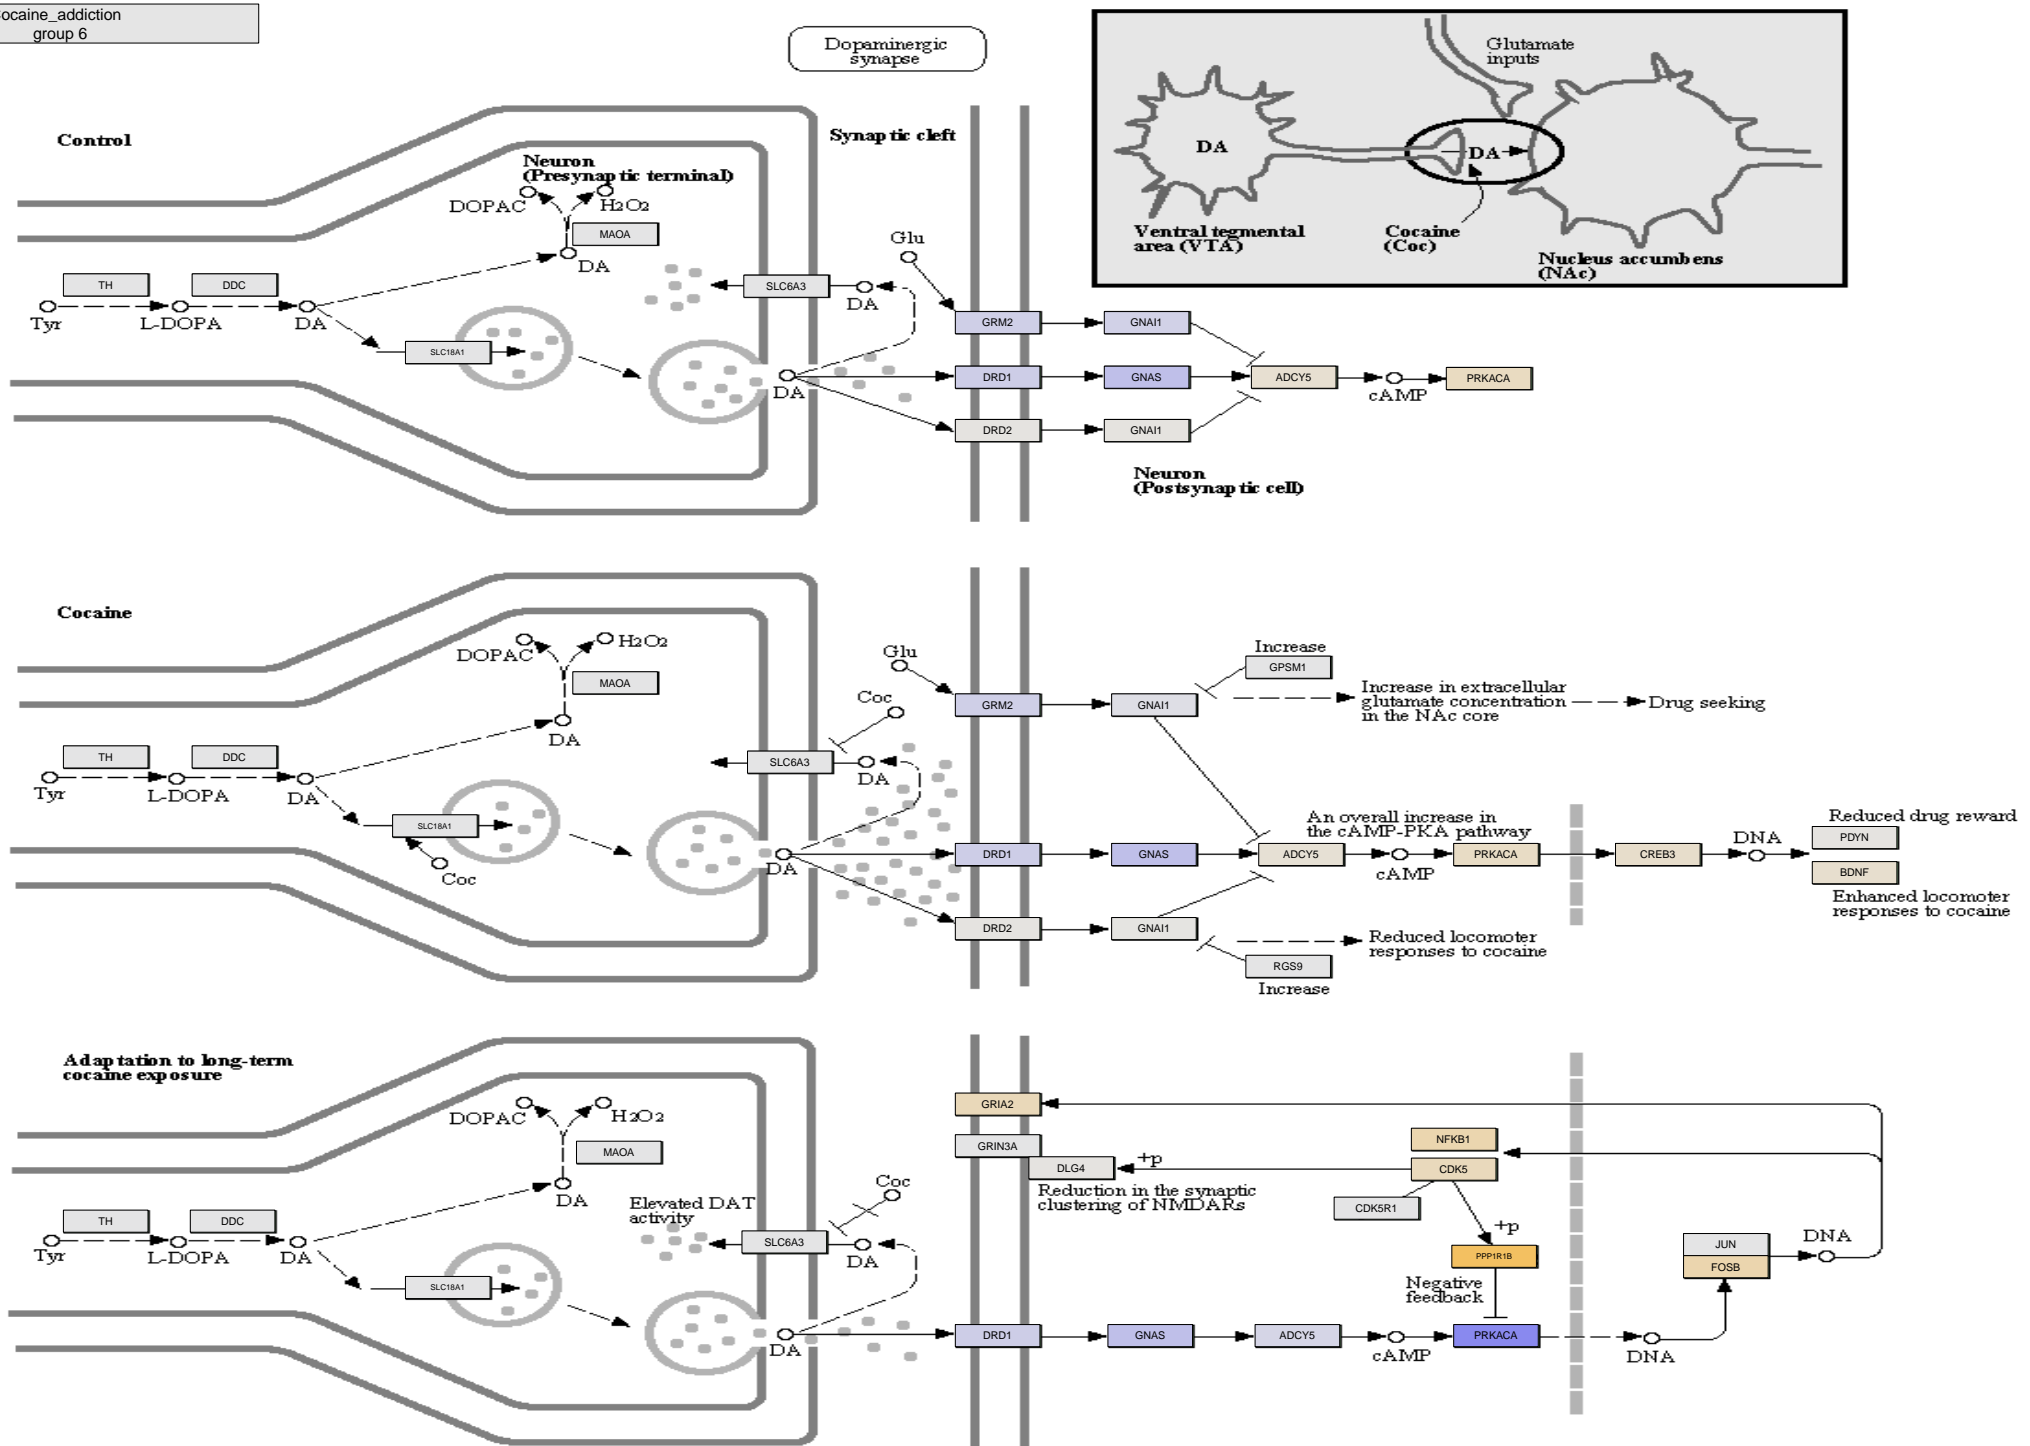 Cocaine_addiction
group 6
Dopaminergic
synapse
Glutamate
inputs
DA
DA
Ventral tegmental
area (VTA)
Cocaine
(Coc)
Nucleus accumbens
(NAc)
Control
Synaptic cleft
Neuron
(Presynaptic terminal)
DOPAC
H2O2
MAOA
DA
Glu
TH
DDC
SLC6A3
DA
Tyr
L-DOPA
DA
SLC18A1
GRM2
GNAI1
DA
DRD1
GNAS
ADCY5
cAMP
PRKACA
DRD2
GNAI1
Neuron
(Postsynaptic cell)
Cocaine
DOPAC
H2O2
MAOA
DA
Glu
Coc
Increase
GPSM1
GRM2
GNAI1
Increase in extracellular
glutamate concentration
in the NAc core
Drug seeking
TH
DDC
SLC6A3
DA
Tyr
L-DOPA
DA
SLC18A1
Coc
An overall increase in
the cAMP-PKA pathway
DA
DRD1
GNAS
ADCY5
cAMP
PRKACA
CREB3
DNA
Reduced drug reward
PDYN
BDNF
Enhanced locomoter
responses to cocaine
DRD2
GNAI1
Reduced locomoter
responses to cocaine
RGS9
Increase
Adaptation to long-term
cocaine exposure
DOPAC
H2O2
MAOA
DA
Coc
GRIA2
GRIN3A
DLG4
+p
Reduction in the synaptic
clustering of NMDARs
NFKB1
CDK5
CDK5R1
+p
PPP1R1B
Negative
feedback
Elevated DAT
activity
TH
DDC
SLC6A3
DA
Tyr
L-DOPA
DA
SLC18A1
JUN
FOSB
DNA
DA
DRD1
GNAS
ADCY5
cAMP
PRKACA
DNA